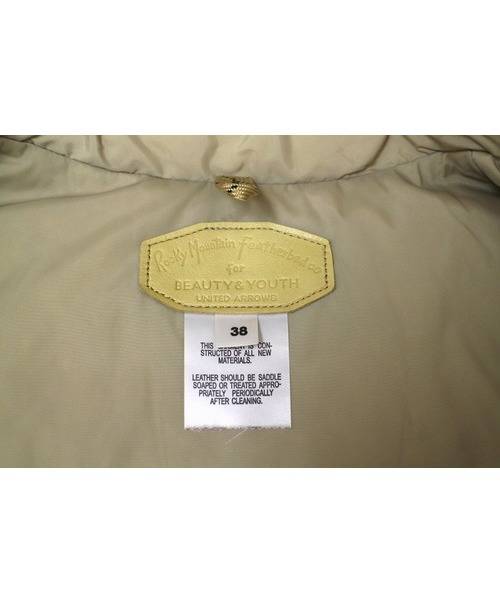 Rocky Mountain Featherbed co
for
BEAUTY & YOUTH
UNITED ARROWS
38
THIS GARMENT IS CON-
STRUCTED OF ALL NEW
MATERIALS.
LEATHER SHOULD BE SADDLE
SOAPED OR TREATED APPRO-
PRIATELY PERIODICALLY
AFTER CLEANING.